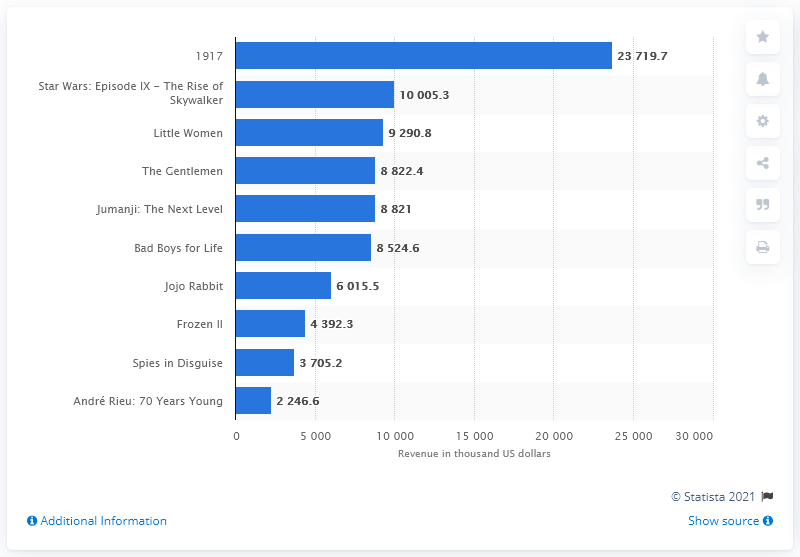 1917 23 719.7
Star Wars: Episode IX - The Rise of
Skywalker 10 005.3
Little Women 9 290.8
The Gentlemen 8 822.4
Jumanji: The Next Level 8 821
Bad Boys for Life 8 524.6
Jojo Rabbit 6 015.5
Frozen II 4 392.3
Spies in Disguise 3 705.2
André Rieu: 70 Years Young 2 246.6
0 5 000 10 000 15 000 20 000 25 000 30 000
Revenue in thousand US dollars
© Statista 2021
Additional Information Show source